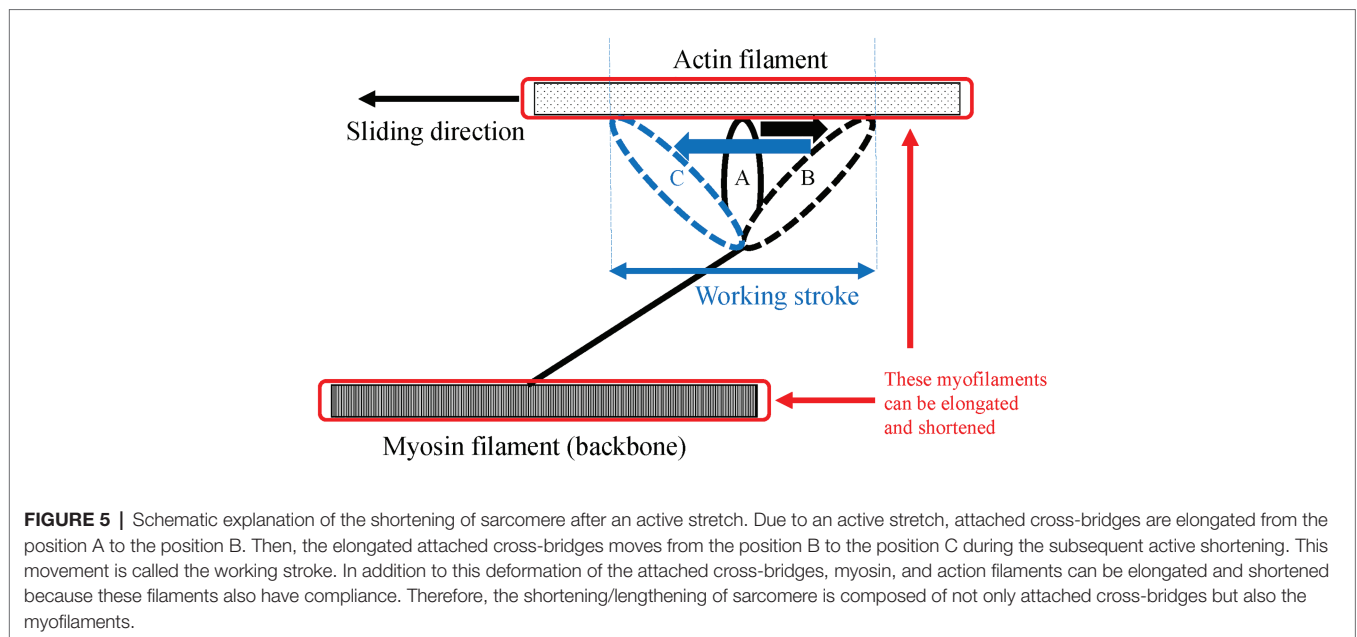 Actin filament
Sliding direction
C
A
B
Working stroke
These myofilaments
can be elongated
and shortened
Myosin filament (backbone)
FIGURE 5 | Schematic explanation of the shortening of sarcomere after an active stretch. Due to an active stretch, attached cross-bridges are elongated from the
position A to the position B. Then, the elongated attached cross-bridges moves from the position B to the position C during the subsequent active shortening. This
movement is called the working stroke. In addition to this deformation of the attached cross-bridges, myosin, and action filaments can be elongated and shortened
because these filaments also have compliance. Therefore, the shortening/lengthening of sarcomere is composed of not only attached cross-bridges but also the
myofilaments.